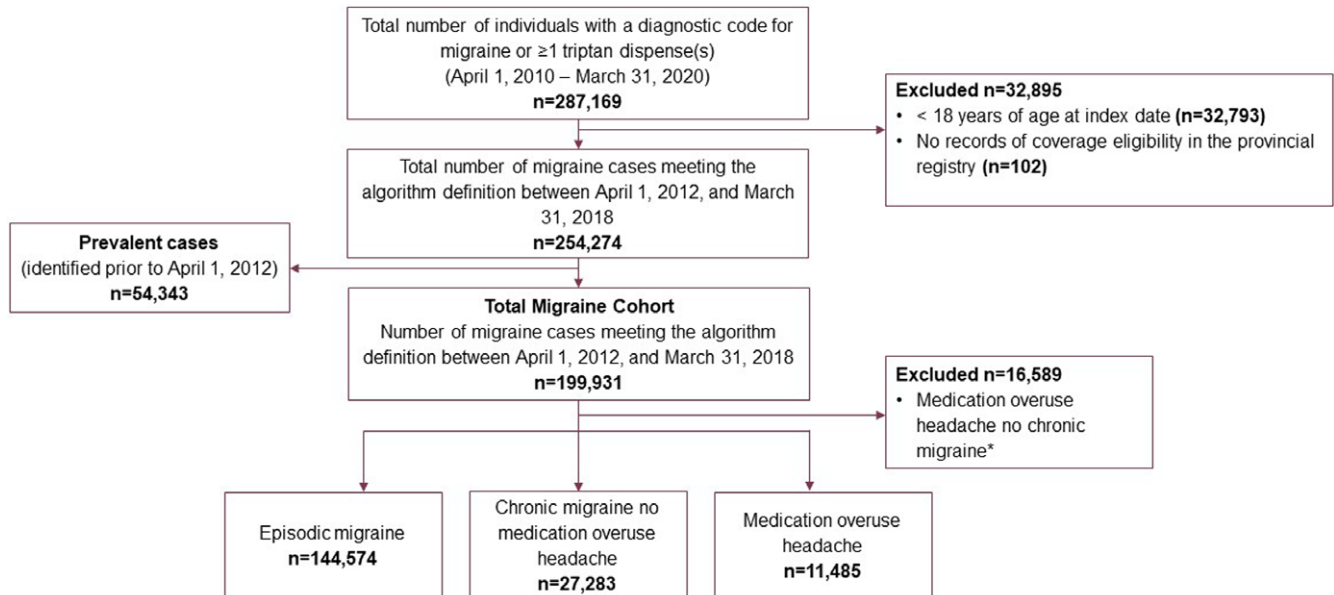 Total number of individuals with a diagnostic code for
migraine or ≥1 triptan dispense(s)
(April 1, 2010 – March 31, 2020)
n=287,169
Excluded n=32,895
• < 18 years of age at index date (n=32,793)
• No records of coverage eligibility in the provincial
registry (n=102)
Total number of migraine cases meeting the
algorithm definition between April 1, 2012, and March
31, 2018
n=254,274
Prevalent cases
(identified prior to April 1, 2012)
n=54,343
Total Migraine Cohort
Number of migraine cases meeting the algorithm
definition between April 1, 2012, and March 31, 2018
n=199,931
Excluded n=16,589
• Medication overuse
headache no chronic
migraine*
Episodic migraine
n=144,574
Chronic migraine no
medication overuse
headache
n=27,283
Medication overuse
headache
n=11,485